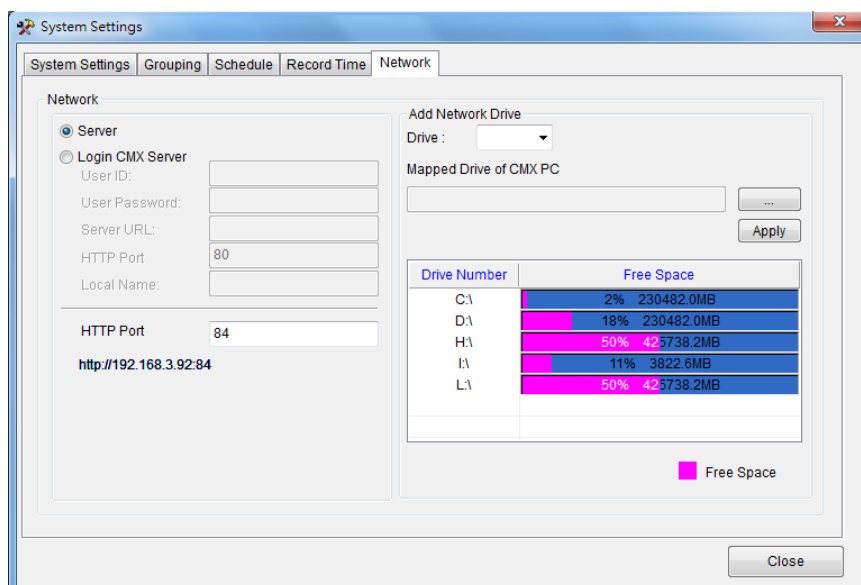 System Settings
System Settings Grouping Schedule Record Time Network
Network
Server
Login CMX Server
User ID:
User Password:
Server URL:
HTTP Port 80
Local Name:
HTTP Port 84
http://192.168.3.92:84
Add Network Drive
Drive :
Mapped Drive of CMX PC
...
Apply
Drive Number Free Space
C:\ 2% 230482.0MB
D:\ 18% 230482.0MB
H:\ 50% 425738.2MB
I:\ 11% 3822.6MB
L:\ 50% 425738.2MB
Free Space
Close